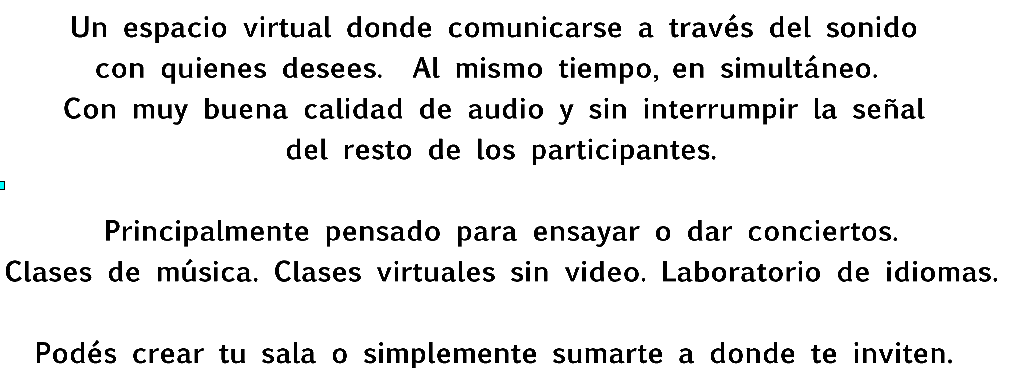 Un espacio virtual donde comunicarse a través del sonido
con quienes desees. Al mismo tiempo, en simultáneo.
Con muy buena calidad de audio y sin interrumpir la señal
del resto de los participantes.
Principalmente pensado para ensayar o dar conciertos.
Clases de música. Clases virtuales sin video. Laboratorio de idiomas.
Podés crear tu sala o simplemente sumarte a donde te inviten.